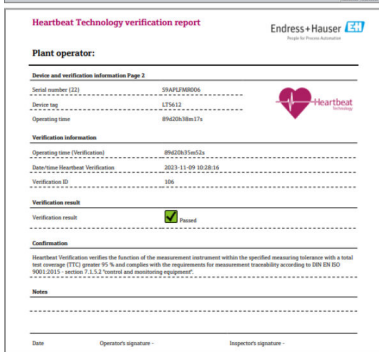 Heartbeat Technology verification report
Endress+Hauser EH
People for Process Automation
Plant operator:
Device and verification information Page 2
Serial number (22) S9APLFM8006
Device tag LT5612
Operating time 89d20h38m17s
Heartbeat
Technology
Verification information
Operating time (Verification) 89d20h35m52s
Date/time Heartbeat Verification 2023-11-09 10:28:16
Verification ID 106
Verification result
Verification result Passed
Confirmation
Heartbeat Verification verifies the function of the measurement instrument within the specified measuring tolerance with a total
test coverage (TTC) greater 95 % and complies with the requirements for measurement traceability according to DIN EN ISO
9001:2015 - section 7.1.5.2 "control and monitoring equipment".
Notes
Date Operator's signature - Inspector's signature -